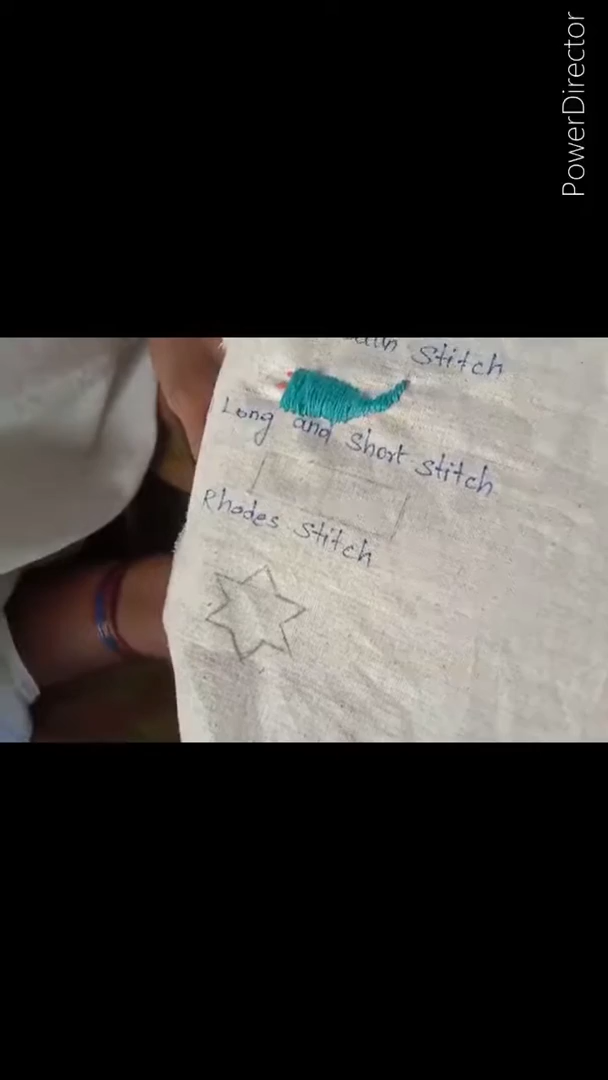 PowerDirector
Stitch
Long and short stitch
Rhodes stitch